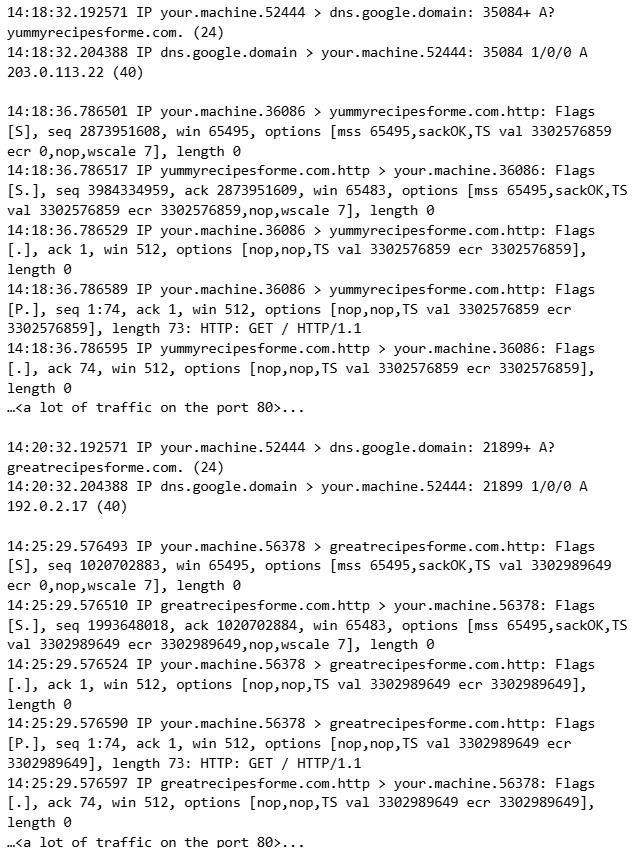 14:18:32.192571 IP your.machine.52444 > dns.google.domain: 35084+ A?
yummyrecipesforme.com. (24)
14:18:32.204388 IP dns.google.domain > your.machine.52444: 35084 1/0/0 A
203.0.113.22 (40)
14:18:36.786501 IP your.machine.36086 > yummyrecipesforme.com.http: Flags
[S], seq 2873951608, win 65495, options [mss 65495,sackOK,TS val 3302576859
ecr 0,nop,wscale 7], length 0
14:18:36.786517 IP yummyrecipesforme.com.http > your.machine.36086: Flags
[S.], seq 3984334959, ack 2873951609, win 65483, options [mss 65495,sackOK,TS
val 3302576859 ecr 3302576859,nop,wscale 7], length 0
14:18:36.786529 IP your.machine.36086 > yummyrecipesforme.com.http: Flags
[.], ack 1, win 512, options [nop,nop,TS val 3302576859 ecr 3302576859],
length 0
14:18:36.786589 IP your.machine.36086 > yummyrecipesforme.com.http: Flags
[P.], seq 1:74, ack 1, win 512, options [nop,nop,TS val 3302576859 ecr
3302576859], length 73: HTTP: GET / HTTP/1.1
14:18:36.786595 IP yummyrecipesforme.com.http > your.machine.36086: Flags
[.], ack 74, win 512, options [nop,nop,TS val 3302576859 ecr 3302576859],
length 0
…<a lot of traffic on the port 80>...
14:20:32.192571 IP your.machine.52444 > dns.google.domain: 21899+ A?
greatrecipesforme.com. (24)
14:20:32.204388 IP dns.google.domain > your.machine.52444: 21899 1/0/0 A
192.0.2.17 (40)
14:25:29.576493 IP your.machine.56378 > greatrecipesforme.com.http: Flags
[S], seq 1020702883, win 65495, options [mss 65495,sackOK,TS val 3302989649
ecr 0,nop,wscale 7], length 0
14:25:29.576510 IP greatrecipesforme.com.http > your.machine.56378: Flags
[S.], seq 1993648018, ack 1020702884, win 65483, options [mss 65495,sackOK,TS
val 3302989649 ecr 3302989649,nop,wscale 7], length 0
14:25:29.576524 IP your.machine.56378 > greatrecipesforme.com.http: Flags
[.], ack 1, win 512, options [nop,nop,TS val 3302989649 ecr 3302989649],
length 0
14:25:29.576590 IP your.machine.56378 > greatrecipesforme.com.http: Flags
[P.], seq 1:74, ack 1, win 512, options [nop,nop,TS val 3302989649 ecr
3302989649], length 73: HTTP: GET / HTTP/1.1
14:25:29.576597 IP greatrecipesforme.com.http > your.machine.56378: Flags
[.], ack 74, win 512, options [nop,nop,TS val 3302989649 ecr 3302989649],
length 0
…<a lot of traffic on the port 80>...